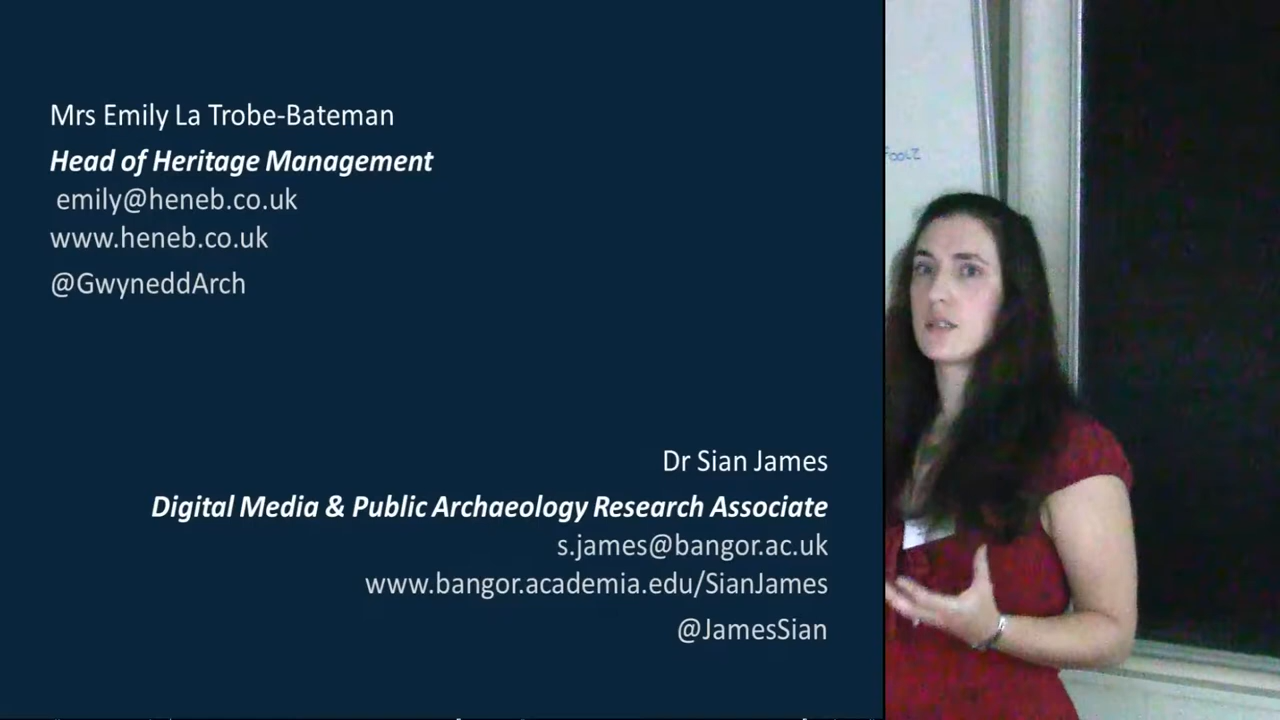 Mrs Emily La Trobe-Bateman
Head of Heritage Management
emily@heneb.co.uk
www.heneb.co.uk
@GwyneddArch
Dr Sian James
Digital Media & Public Archaeology Research Associate
s.james@bangor.ac.uk
www.bangor.academia.edu/SianJames
@JamesSian